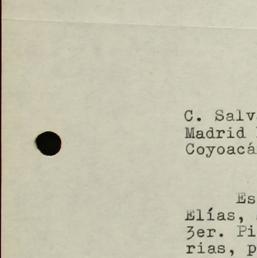 C. Salv
Madrid
Coyoacá
Es
Elías,
3er. Pi
rias, p